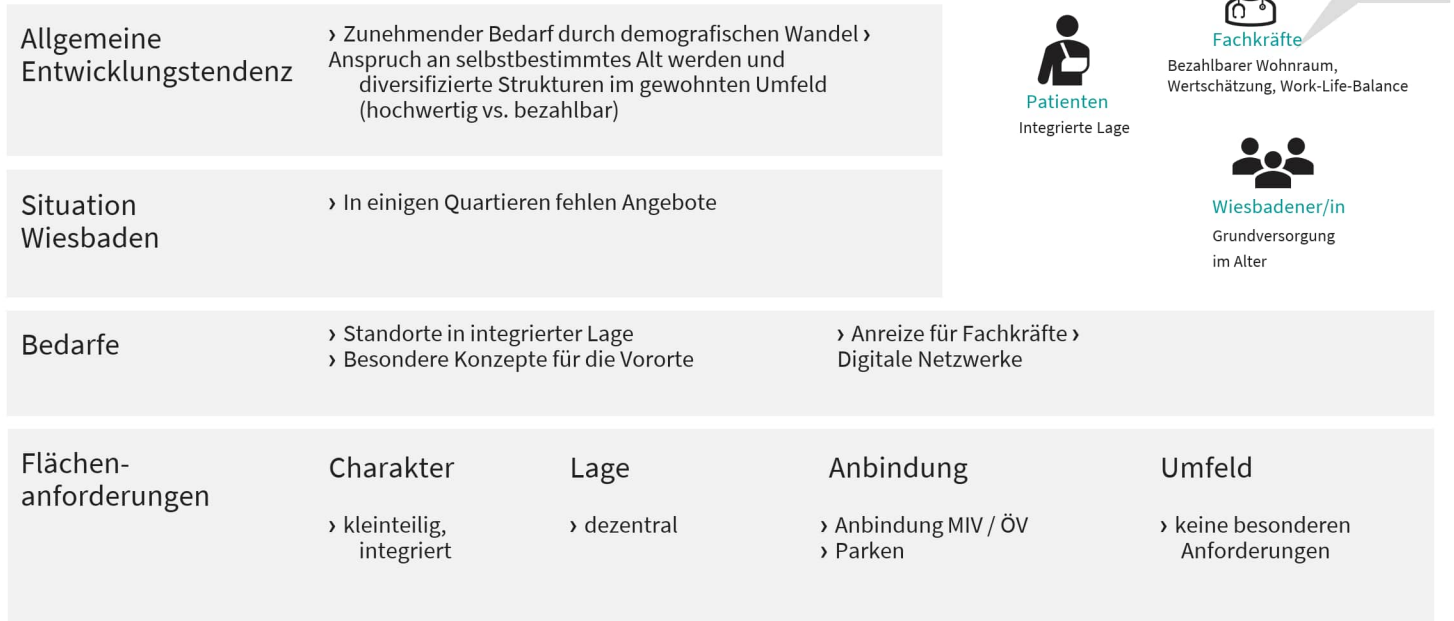 Allgemeine
Entwicklungstendenz
› Zunehmender Bedarf durch demografischen Wandel ›
Anspruch an selbstbestimmtes Alt werden und
diversifizierte Strukturen im gewohnten Umfeld
(hochwertig vs. bezahlbar)
Patienten
Integrierte Lage
Fachkräfte
Bezahlbarer Wohnraum,
Wertschätzung, Work-Life-Balance
Wiesbadener/in
Grundversorgung
im Alter
Situation
Wiesbaden
› In einigen Quartieren fehlen Angebote
Bedarfe
› Standorte in integrierter Lage
› Besondere Konzepte für die Vororte
› Anreize für Fachkräfte ›
Digitale Netzwerke
Flächen-
anforderungen
Charakter
› kleinteilig,
integriert
Lage
› dezentral
Anbindung
› Anbindung MIV / ÖV
› Parken
Umfeld
› keine besonderen
Anforderungen